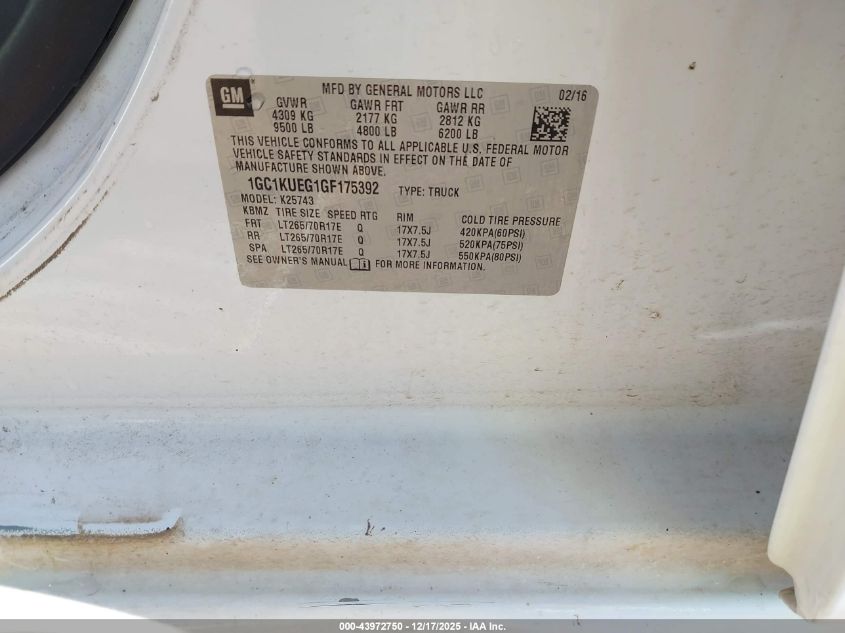 GM
MFD BY GENERAL MOTORS LLC 02/16
GVWR GAWR FRT GAWR RR
4309 KG 2177 KG 2812 KG
9500 LB 4800 LB 6200 LB
THIS VEHICLE CONFORMS TO ALL APPLICABLE U.S. FEDERAL MOTOR
VEHICLE SAFETY STANDARDS IN EFFECT ON THE DATE OF
MANUFACTURE SHOWN ABOVE.
1GC1KUEG1GF175392 TYPE: TRUCK
MODEL: K25743
KBMZ TIRE SIZE SPEED RTG RIM COLD TIRE PRESSURE
FRT LT265/70R17E Q 17X7.5J 420KPA(60PSI)
RR LT265/70R17E Q 17X7.5J 520KPA(75PSI)
SPA LT265/70R17E Q 17X7.5J 550KPA(80PSI)
SEE OWNER'S MANUAL FOR MORE INFORMATION.
000-43972750 - 12/17/2025 - IAA Inc.